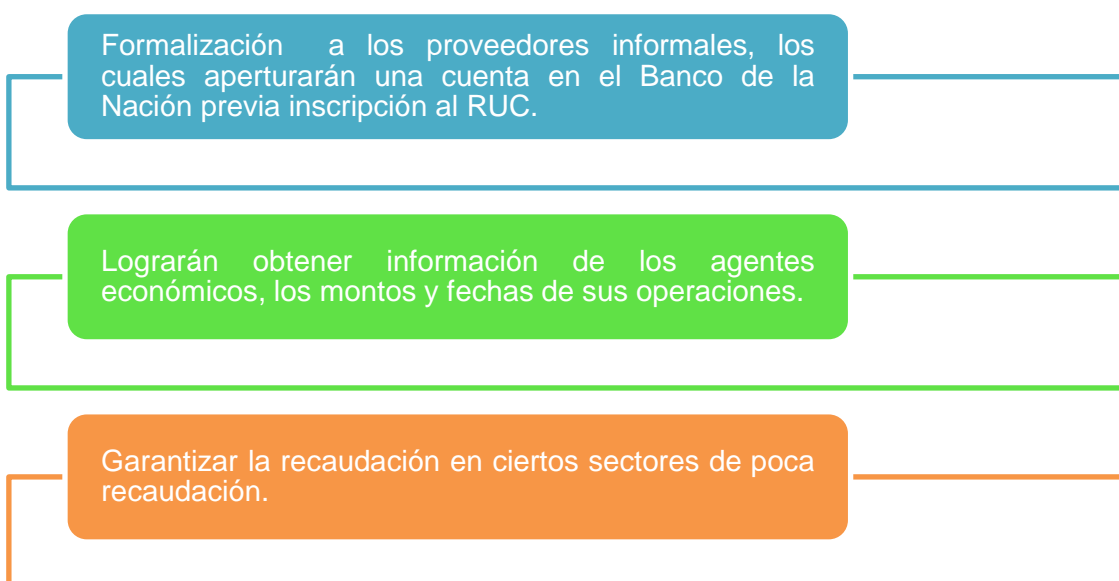 Formalización a los proveedores informales, los
cuales aperturarán una cuenta en el Banco de la
Nación previa inscripción al RUC.
Lograrán obtener información de los agentes
económicos, los montos y fechas de sus operaciones.
Garantizar la recaudación en ciertos sectores de poca
recaudación.